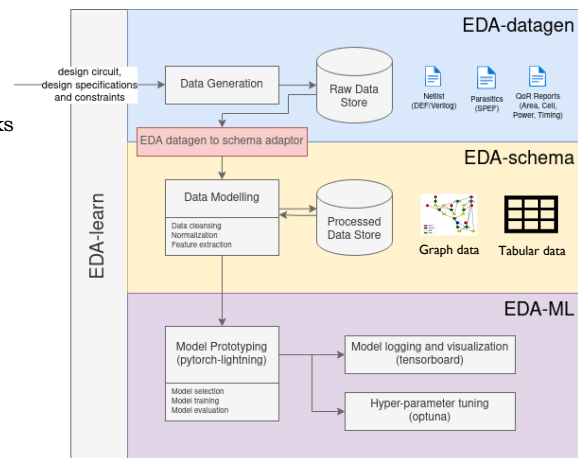 EDA-datagen
design circuit,
design specifications
and constraints
Data Generation
Raw Data
Store
Netlist
(DEF/Verilog)
Parasitics
(SPEF)
QoR Reports
(Area, Cell,
Power, Timing)
EDA datagen to schema adaptor
EDA-learn
EDA-schema
Data Modelling
Data cleansing
Normalization
Feature extraction
Processed
Data Store
Graph data
Tabular data
EDA-ML
Model Prototyping
(pytorch-lightning)
Model selection
Model training
Model evaluation
Model logging and visualization
(tensorboard)
Hyper-parameter tuning
(optuna)